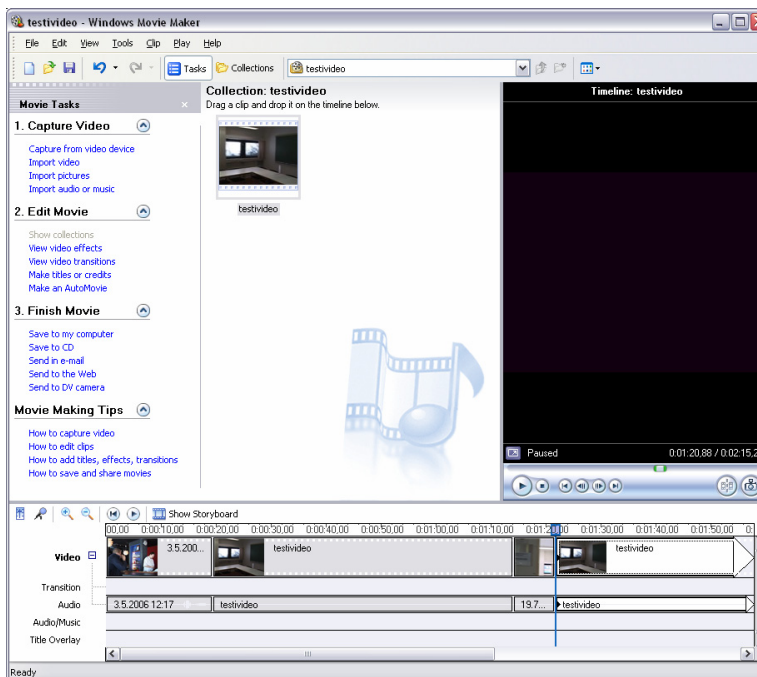 testivideo - Windows Movie Maker
File Edit View Tools Clip Play Help
Tasks Collections testivideo
Movie Tasks
1. Capture Video
Capture from video device
Import video
Import pictures
Import audio or music
2. Edit Movie
Show collections
View video effects
View video transitions
Make titles or credits
Make an AutoMovie
3. Finish Movie
Save to my computer
Save to CD
Send in e-mail
Send to the Web
Send to DV camera
Movie Making Tips
How to capture video
How to edit clips
How to add titles, effects, transitions
How to save and share movies
Collection: testivideo
Drag a clip and drop it on the timeline below.
testivideo
Timeline: testivideo
Paused 0:01:20,88 / 0:02:15,2
Show Storyboard
00,00 0:00:10,00 0:00:20,00 0:00:30,00 0:00:40,00 0:00:50,00 0:01:00,00 0:01:10,00 0:01:20,00 0:01:30,00 0:01:40,00 0:01:50,00 0:
Video 3.5.200... testivideo testivideo
Transition
Audio 3.5.2006 12:17 testivideo 19.7... testivideo
Audio/Music
Title Overlay
Ready